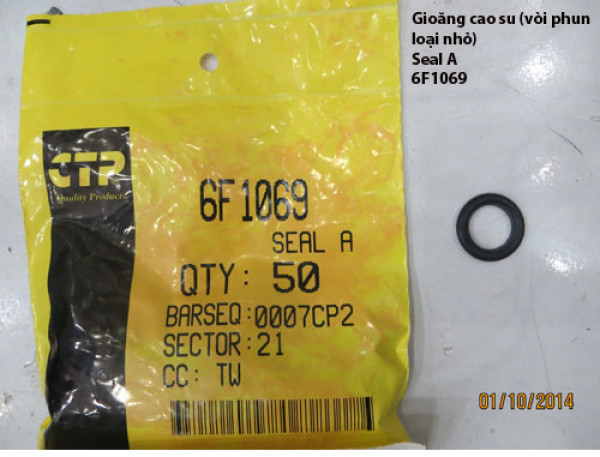 Gioăng cao su (vòi phun
loại nhỏ)
Seal A
6F1069
CTP
Quality Products
6F1069
SEAL A
QTY: 50
BARSEQ:0007CP2
SECTOR:21
CC: TW
01/10/2014